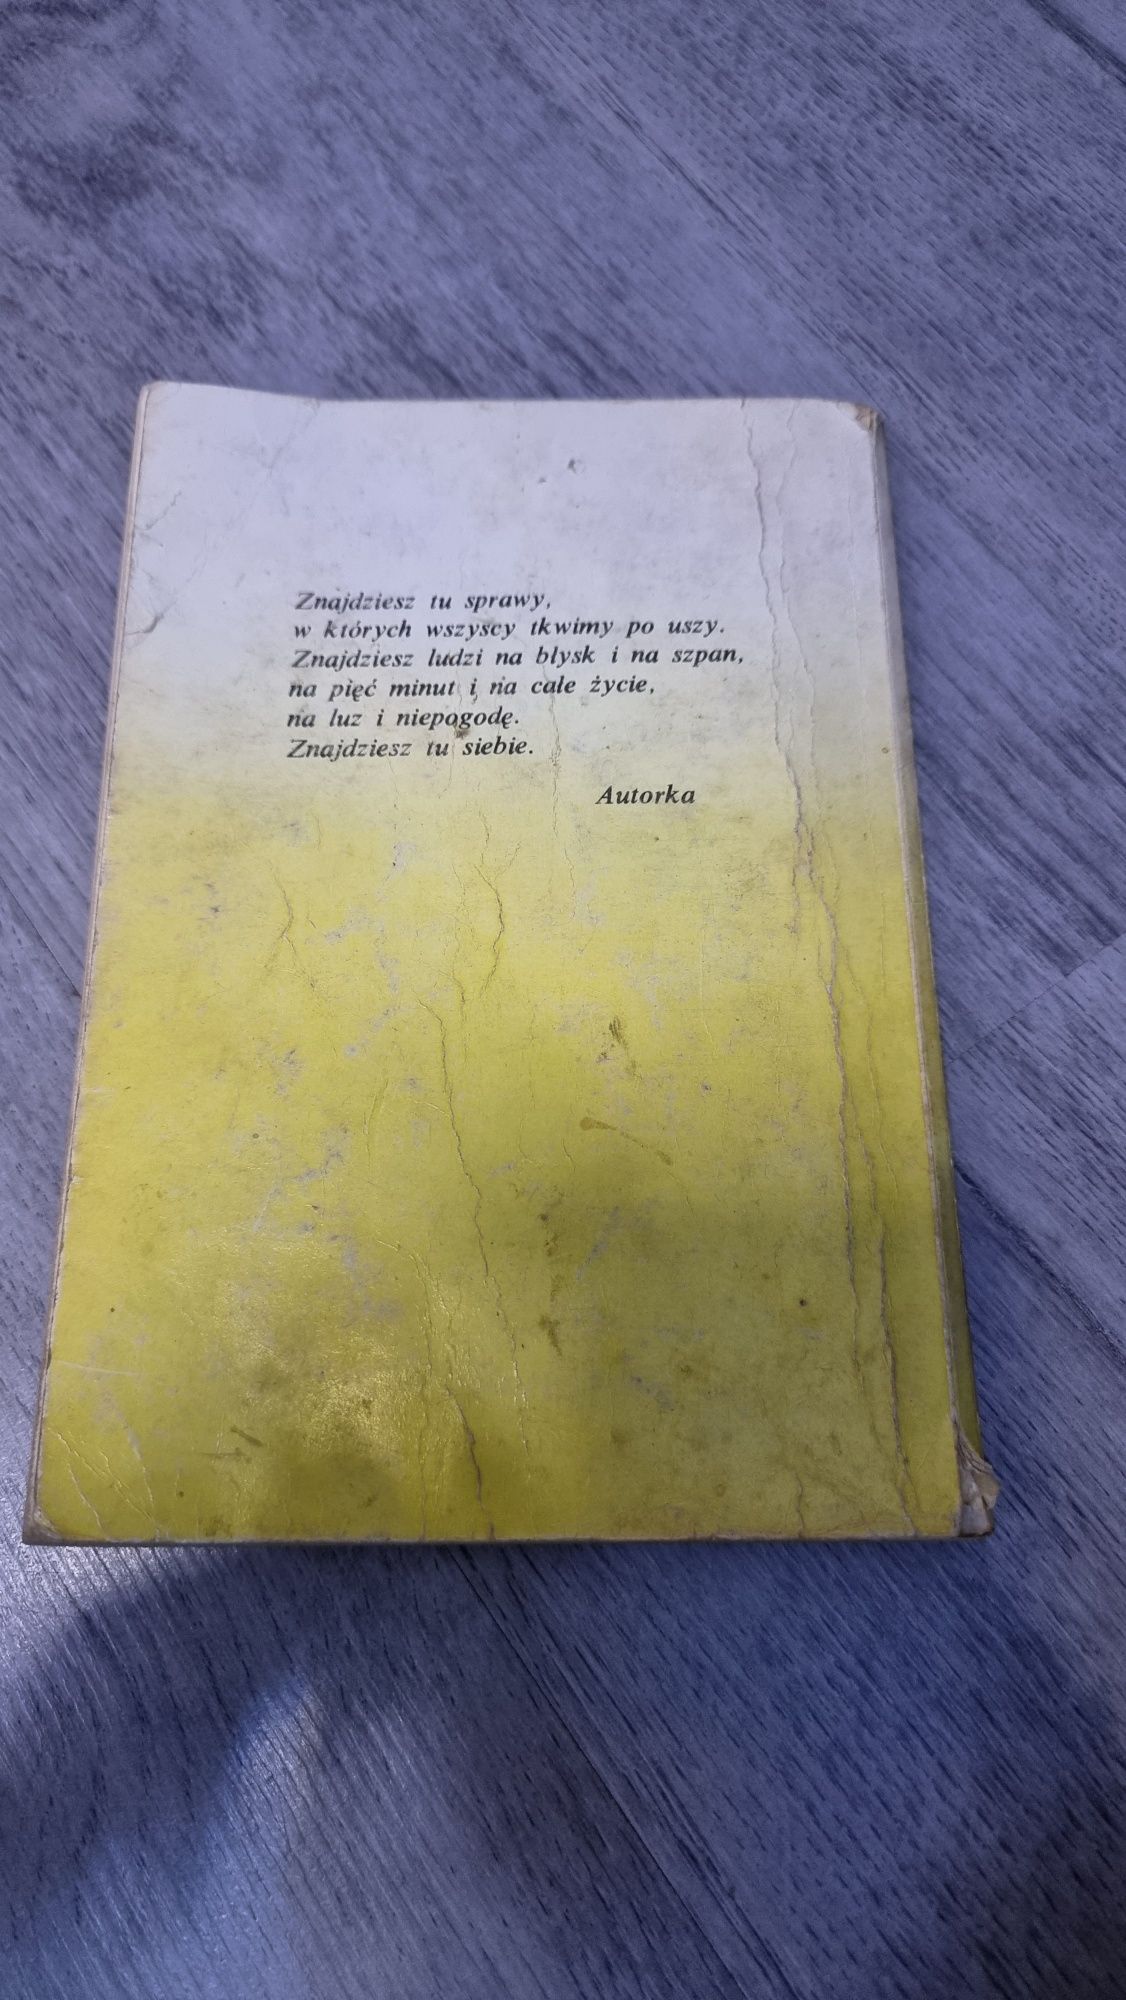 Znajdziesz tu sprawy,
w których wszyscy tkwimy po uszy.
Znajdziesz ludzi na błysk i na szpan,
na pięć minut i na całe życie,
na luz i niepogodę.
Znajdziesz tu siebie.
Autorka